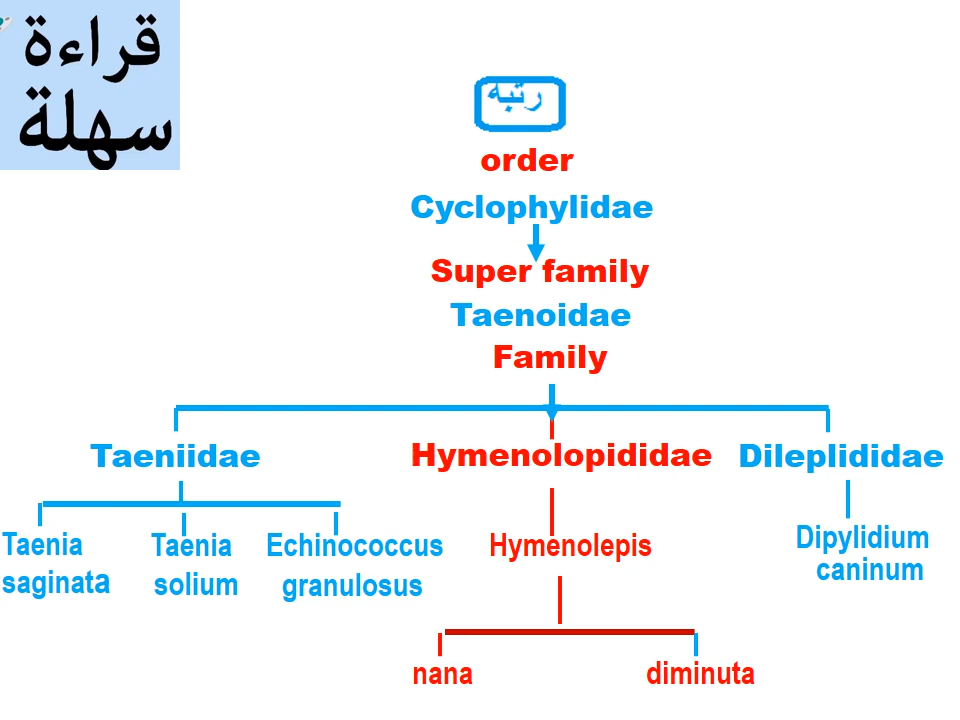 قراءة
سهلة
رتبه
order
Cyclophylidae
Super family
Taenoidae
Family
Taeniidae
Hymenolopididae
Dileplididae
Taenia
saginata
Taenia
solium
Echinococcus
granulosus
Hymenolepis
Dipylidium
caninum
nana
diminuta